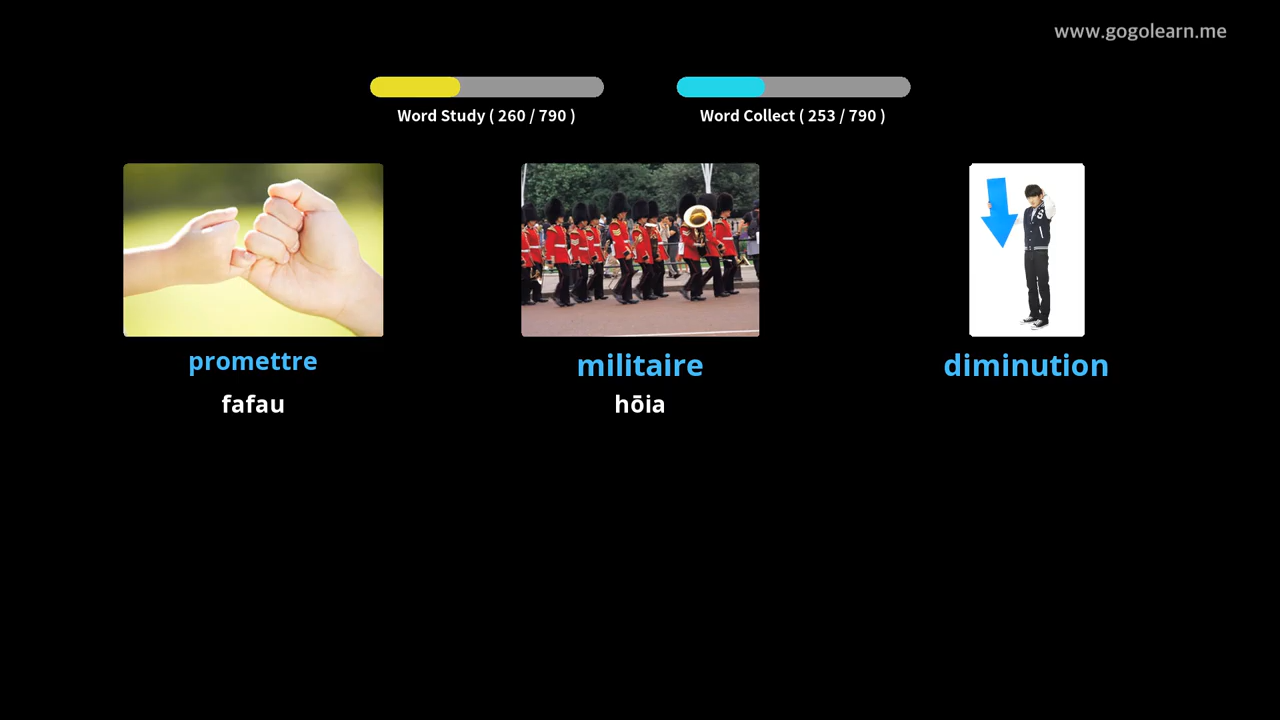 www.gogolearn.me
Word Study ( 260 / 790 )
Word Collect ( 253 / 790 )
promettre
militaire
diminution
fafau
hōia